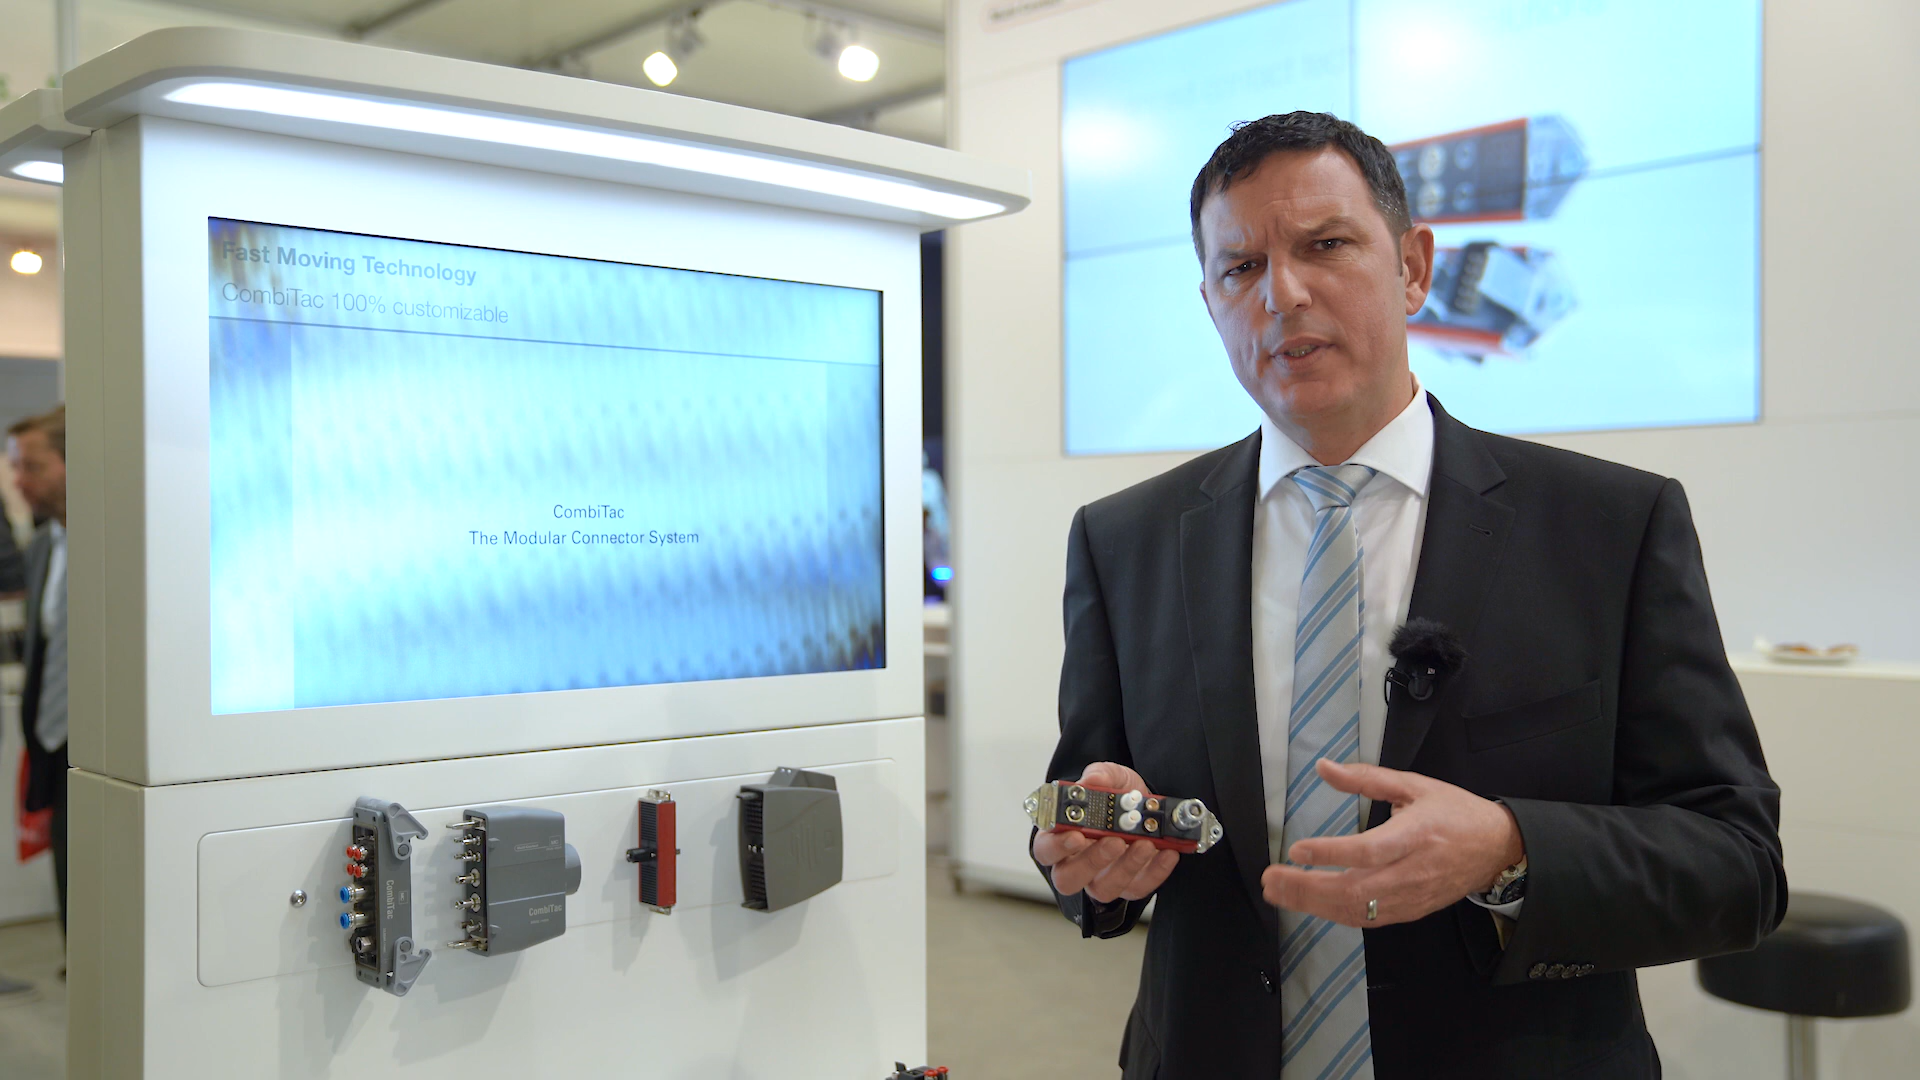 Fast Moving Technology
CombiTac 100% customizable
CombiTac
The Modular Connector System
CombiTac
CombiTac